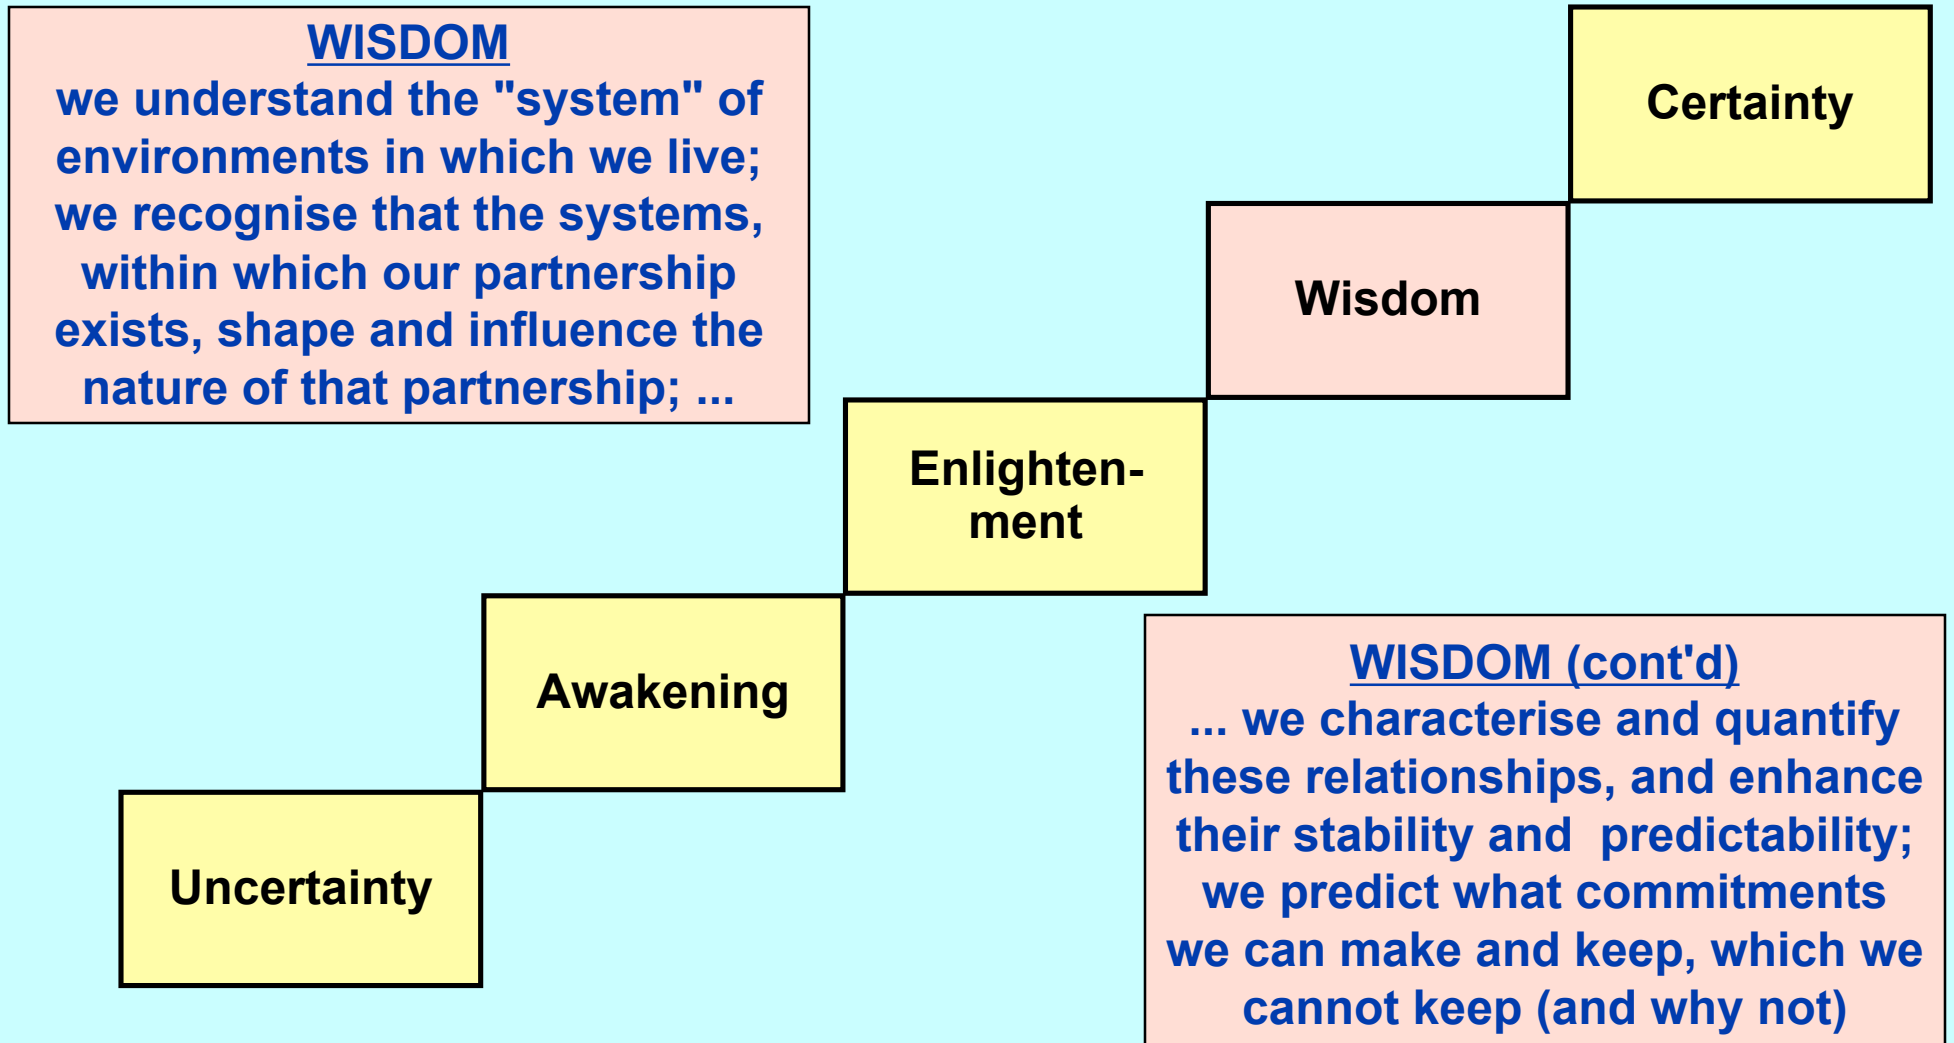 WISDOM
we understand the "system" of
environments in which we live;
we recognise that the systems,
within which our partnership
exists, shape and influence the
nature of that partnership; ...
Certainty
Wisdom
Enlighten-
ment
Awakening
Uncertainty
WISDOM (cont'd)
... we characterise and quantify
these relationships, and enhance
their stability and  predictability;
we predict what commitments
we can make and keep, which we
cannot keep (and why not)